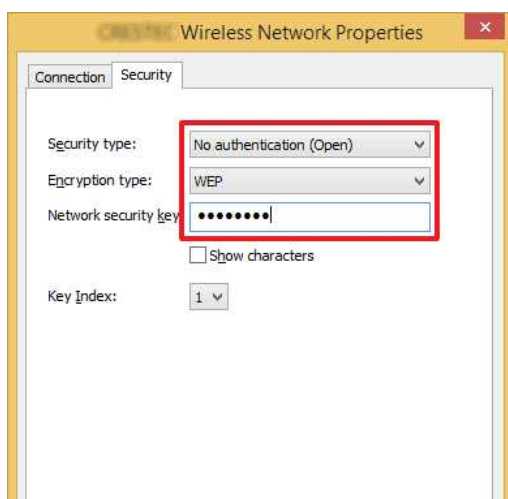 Wireless Network Properties
Connection Security
Security type: No authentication (Open)
Encryption type: WEP
Network security key ••••••••
Show characters
Key Index: 1